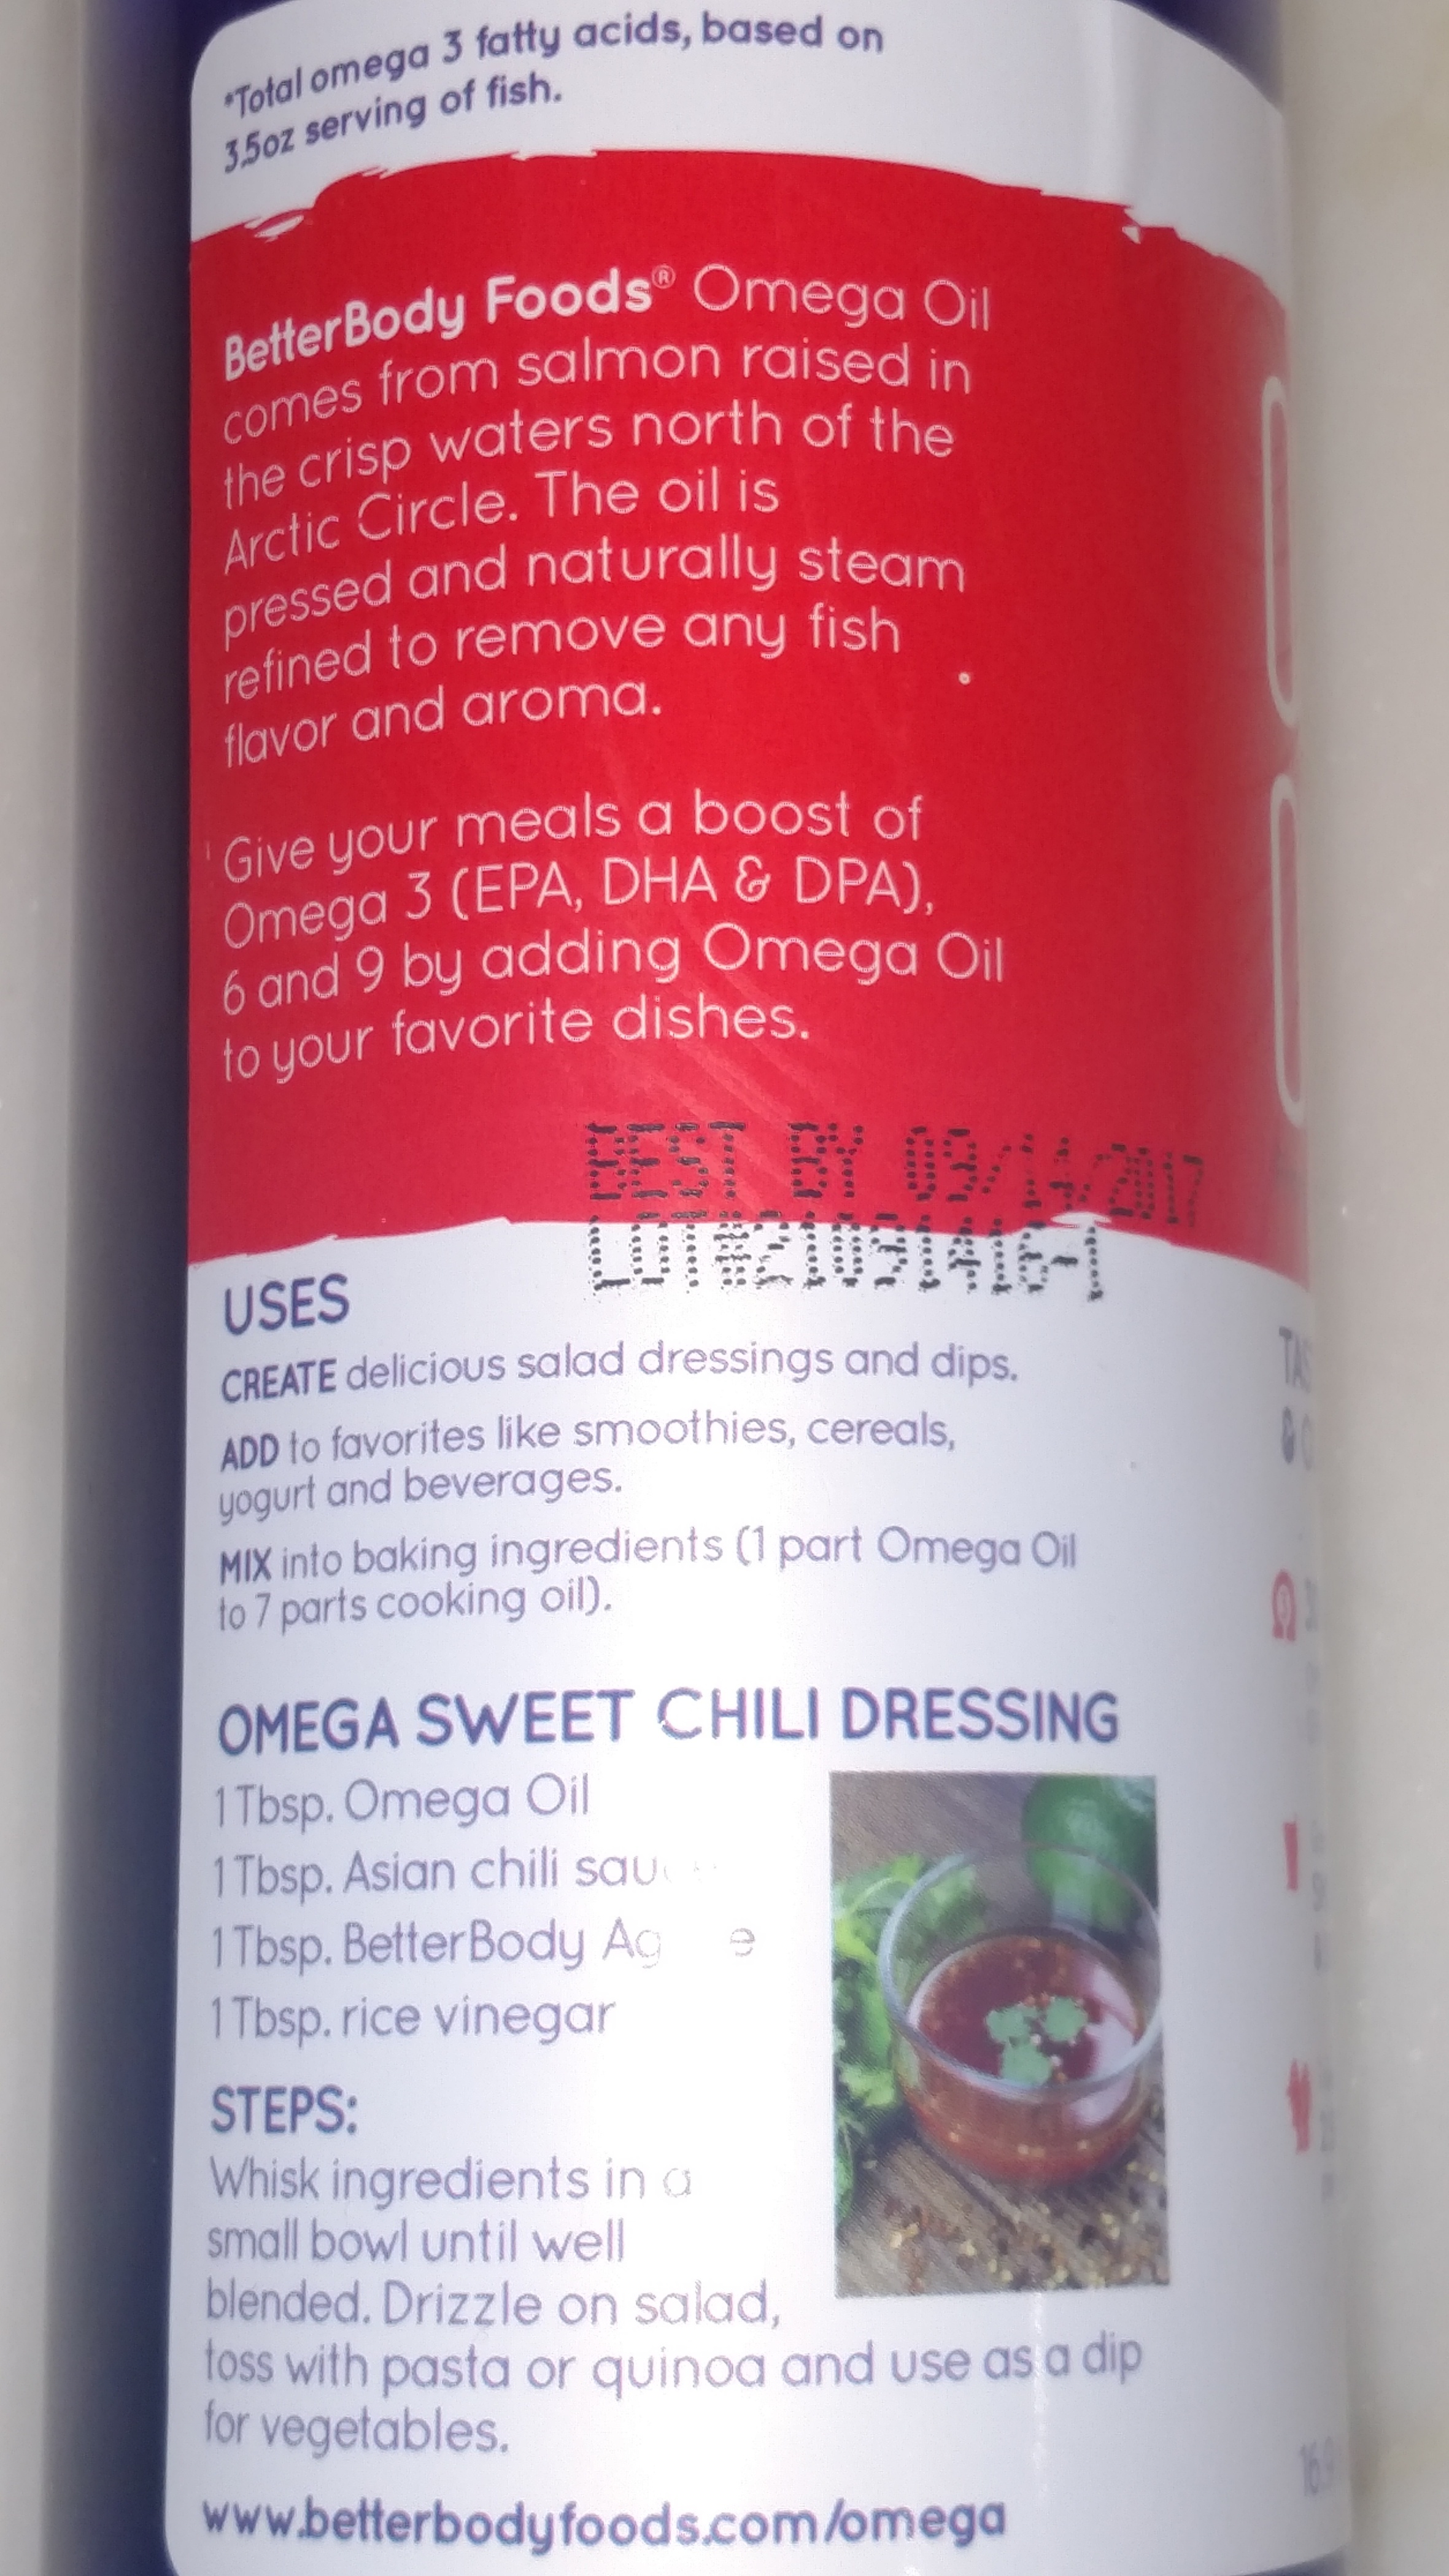 *Total omega 3 fatty acids, based on
3.5oz serving of fish.
BetterBody Foods® Omega Oil
comes from salmon raised in
the crisp waters north of the
Arctic Circle. The oil is
pressed and naturally steam
refined to remove any fish
flavor and aroma.
Give your meals a boost of
Omega 3 (EPA, DHA & DPA),
6 and 9 by adding Omega Oil
to your favorite dishes.
BEST BY
LOT#21091416-1
USES
CREATE delicious salad dressings and dips.
ADD to favorites like smoothies, cereals,
yogurt and beverages.
MIX into baking ingredients (1 part Omega Oil
to 7 parts cooking oil).
OMEGA SWEET CHILI DRESSING
1 Tbsp. Omega Oil
1 Tbsp. Asian chili
1 Tbsp. BetterBody
1 Tbsp. rice vinegar
STEPS:
Whisk ingredients in a
small bowl until well
blended. Drizzle on salad,
toss with pasta or quinoa and use as a dip
for vegetables.
www.betterbodyfoods.com/omega